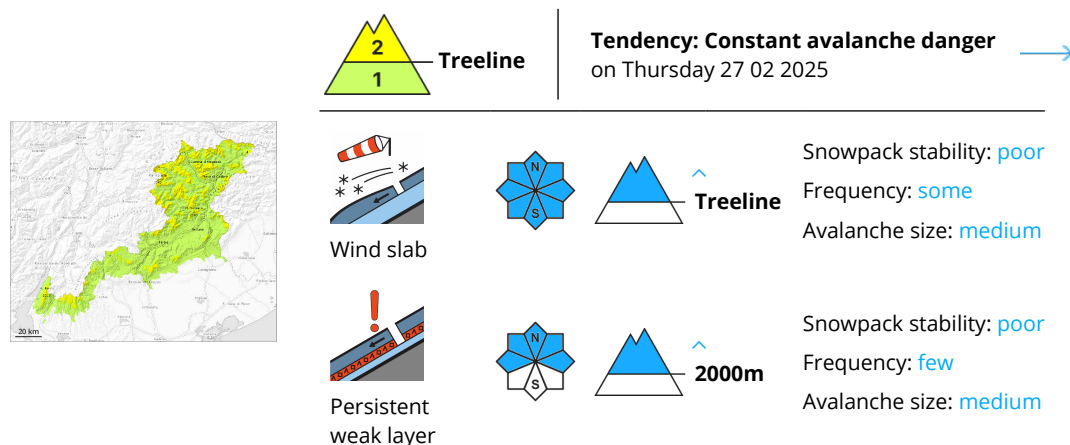 2
1
Treeline
Tendency: Constant avalanche danger
on Thursday 27 02 2025
20 km
Wind slab
N
S
Treeline
Snowpack stability: poor
Frequency: some
Avalanche size: medium
Persistent
weak layer
N
S
2000m
Snowpack stability: poor
Frequency: few
Avalanche size: medium